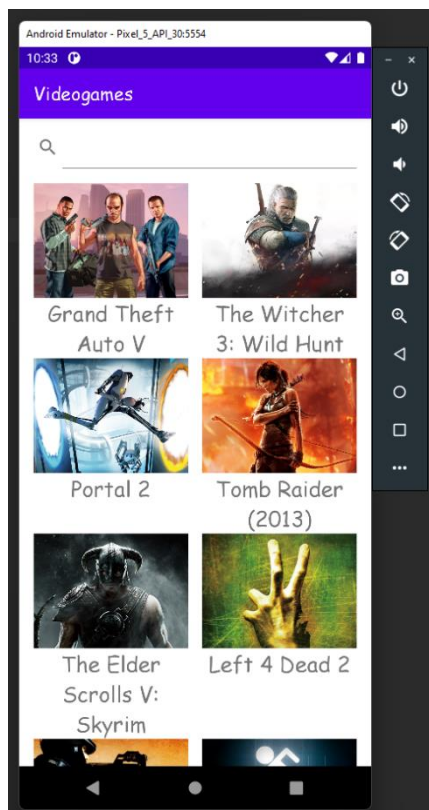 Android Emulator - Pixel_5_API_30:5554
10:33
Videogames
Grand Theft
Auto V
The Witcher
3: Wild Hunt
Portal 2
Tomb Raider
(2013)
The Elder
Scrolls V:
Skyrim
Left 4 Dead 2